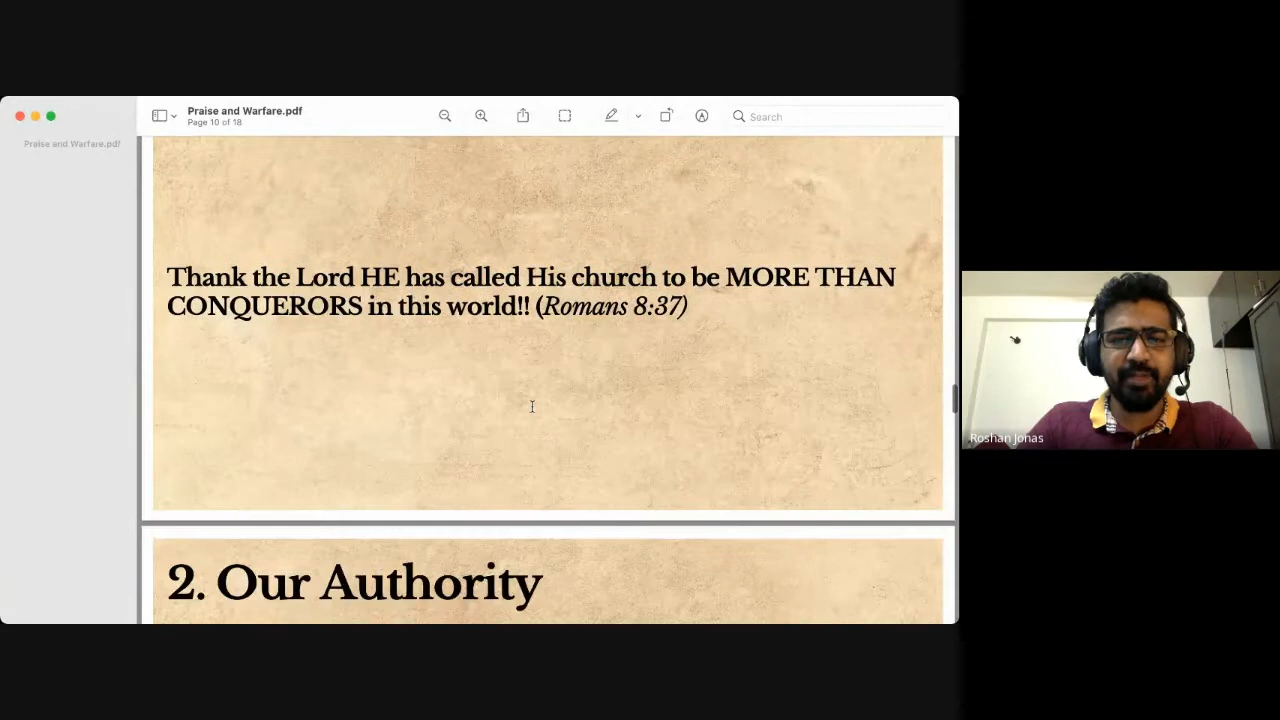 Praise and Warfare.pdf
Page 10 of 18
Search
Praise and Warfare.pdf
Thank the Lord HE has called His church to be MORE THAN
CONQUERORS in this world!! (Romans 8:37)
2. Our Authority
Roshan Jonas